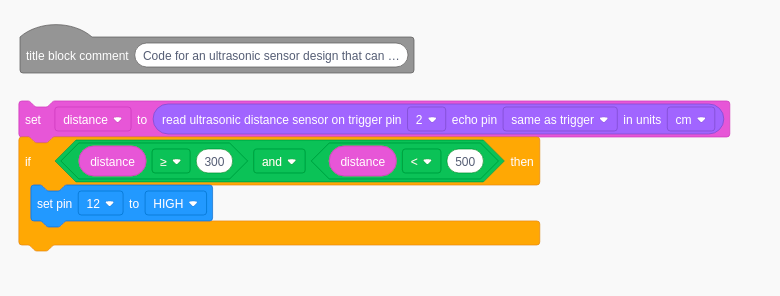 title block comment Code for an ultrasonic sensor design that can ...
set distance to read ultrasonic distance sensor on trigger pin 2 echo pin same as trigger in units cm
if distance ≥ 300 and distance < 500 then
set pin 12 to HIGH